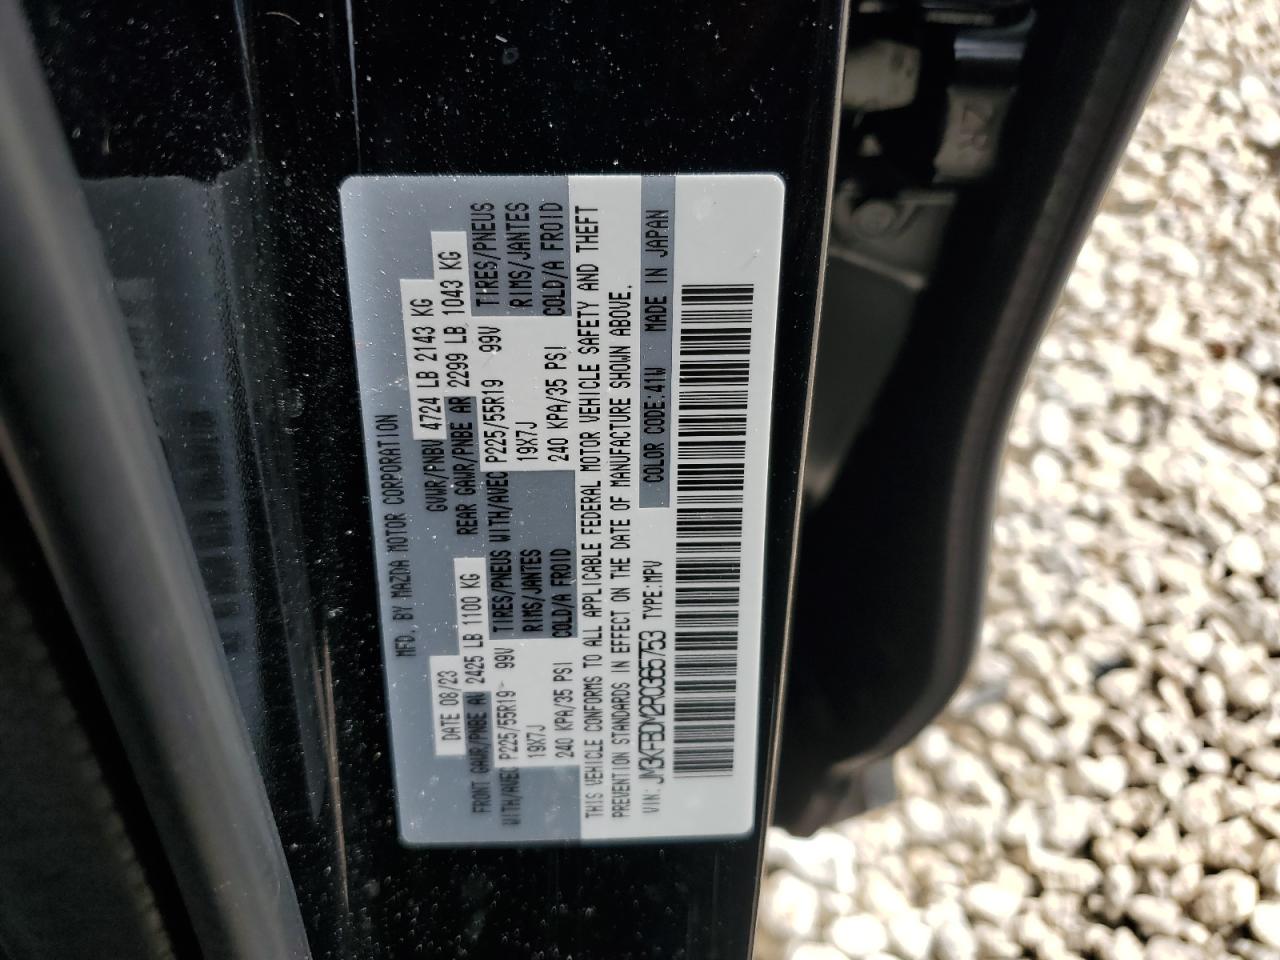 MFD. BY MAZDA MOTOR CORPORATION
DATE 08/23 GVWR/PNBV 4724 LB 2143 KG
FRONT GAWR/PNBE AV 2425 LB 1100 KG REAR GAWR/PNBE AR 2299 LB 1043 KG
WITH/AVEC P225/55R19 99V TIRES/PNEUS WITH/AVEC P225/55R19 99V TIRES/PNEUS
19X7J RIMS/JANTES 19X7J RIMS/JANTES
240 KPA/35 PSI COLD/A FROID 240 KPA/35 PSI COLD/A FROID
THIS VEHICLE CONFORMS TO ALL APPLICABLE FEDERAL MOTOR VEHICLE SAFETY AND THEFT
PREVENTION STANDARDS IN EFFECT ON THE DATE OF MANUFACTURE SHOWN ABOVE.
VIN: JM3KFBDM2R0365753 TYPE:MPV COLOR CODE:41W MADE IN JAPAN
2R